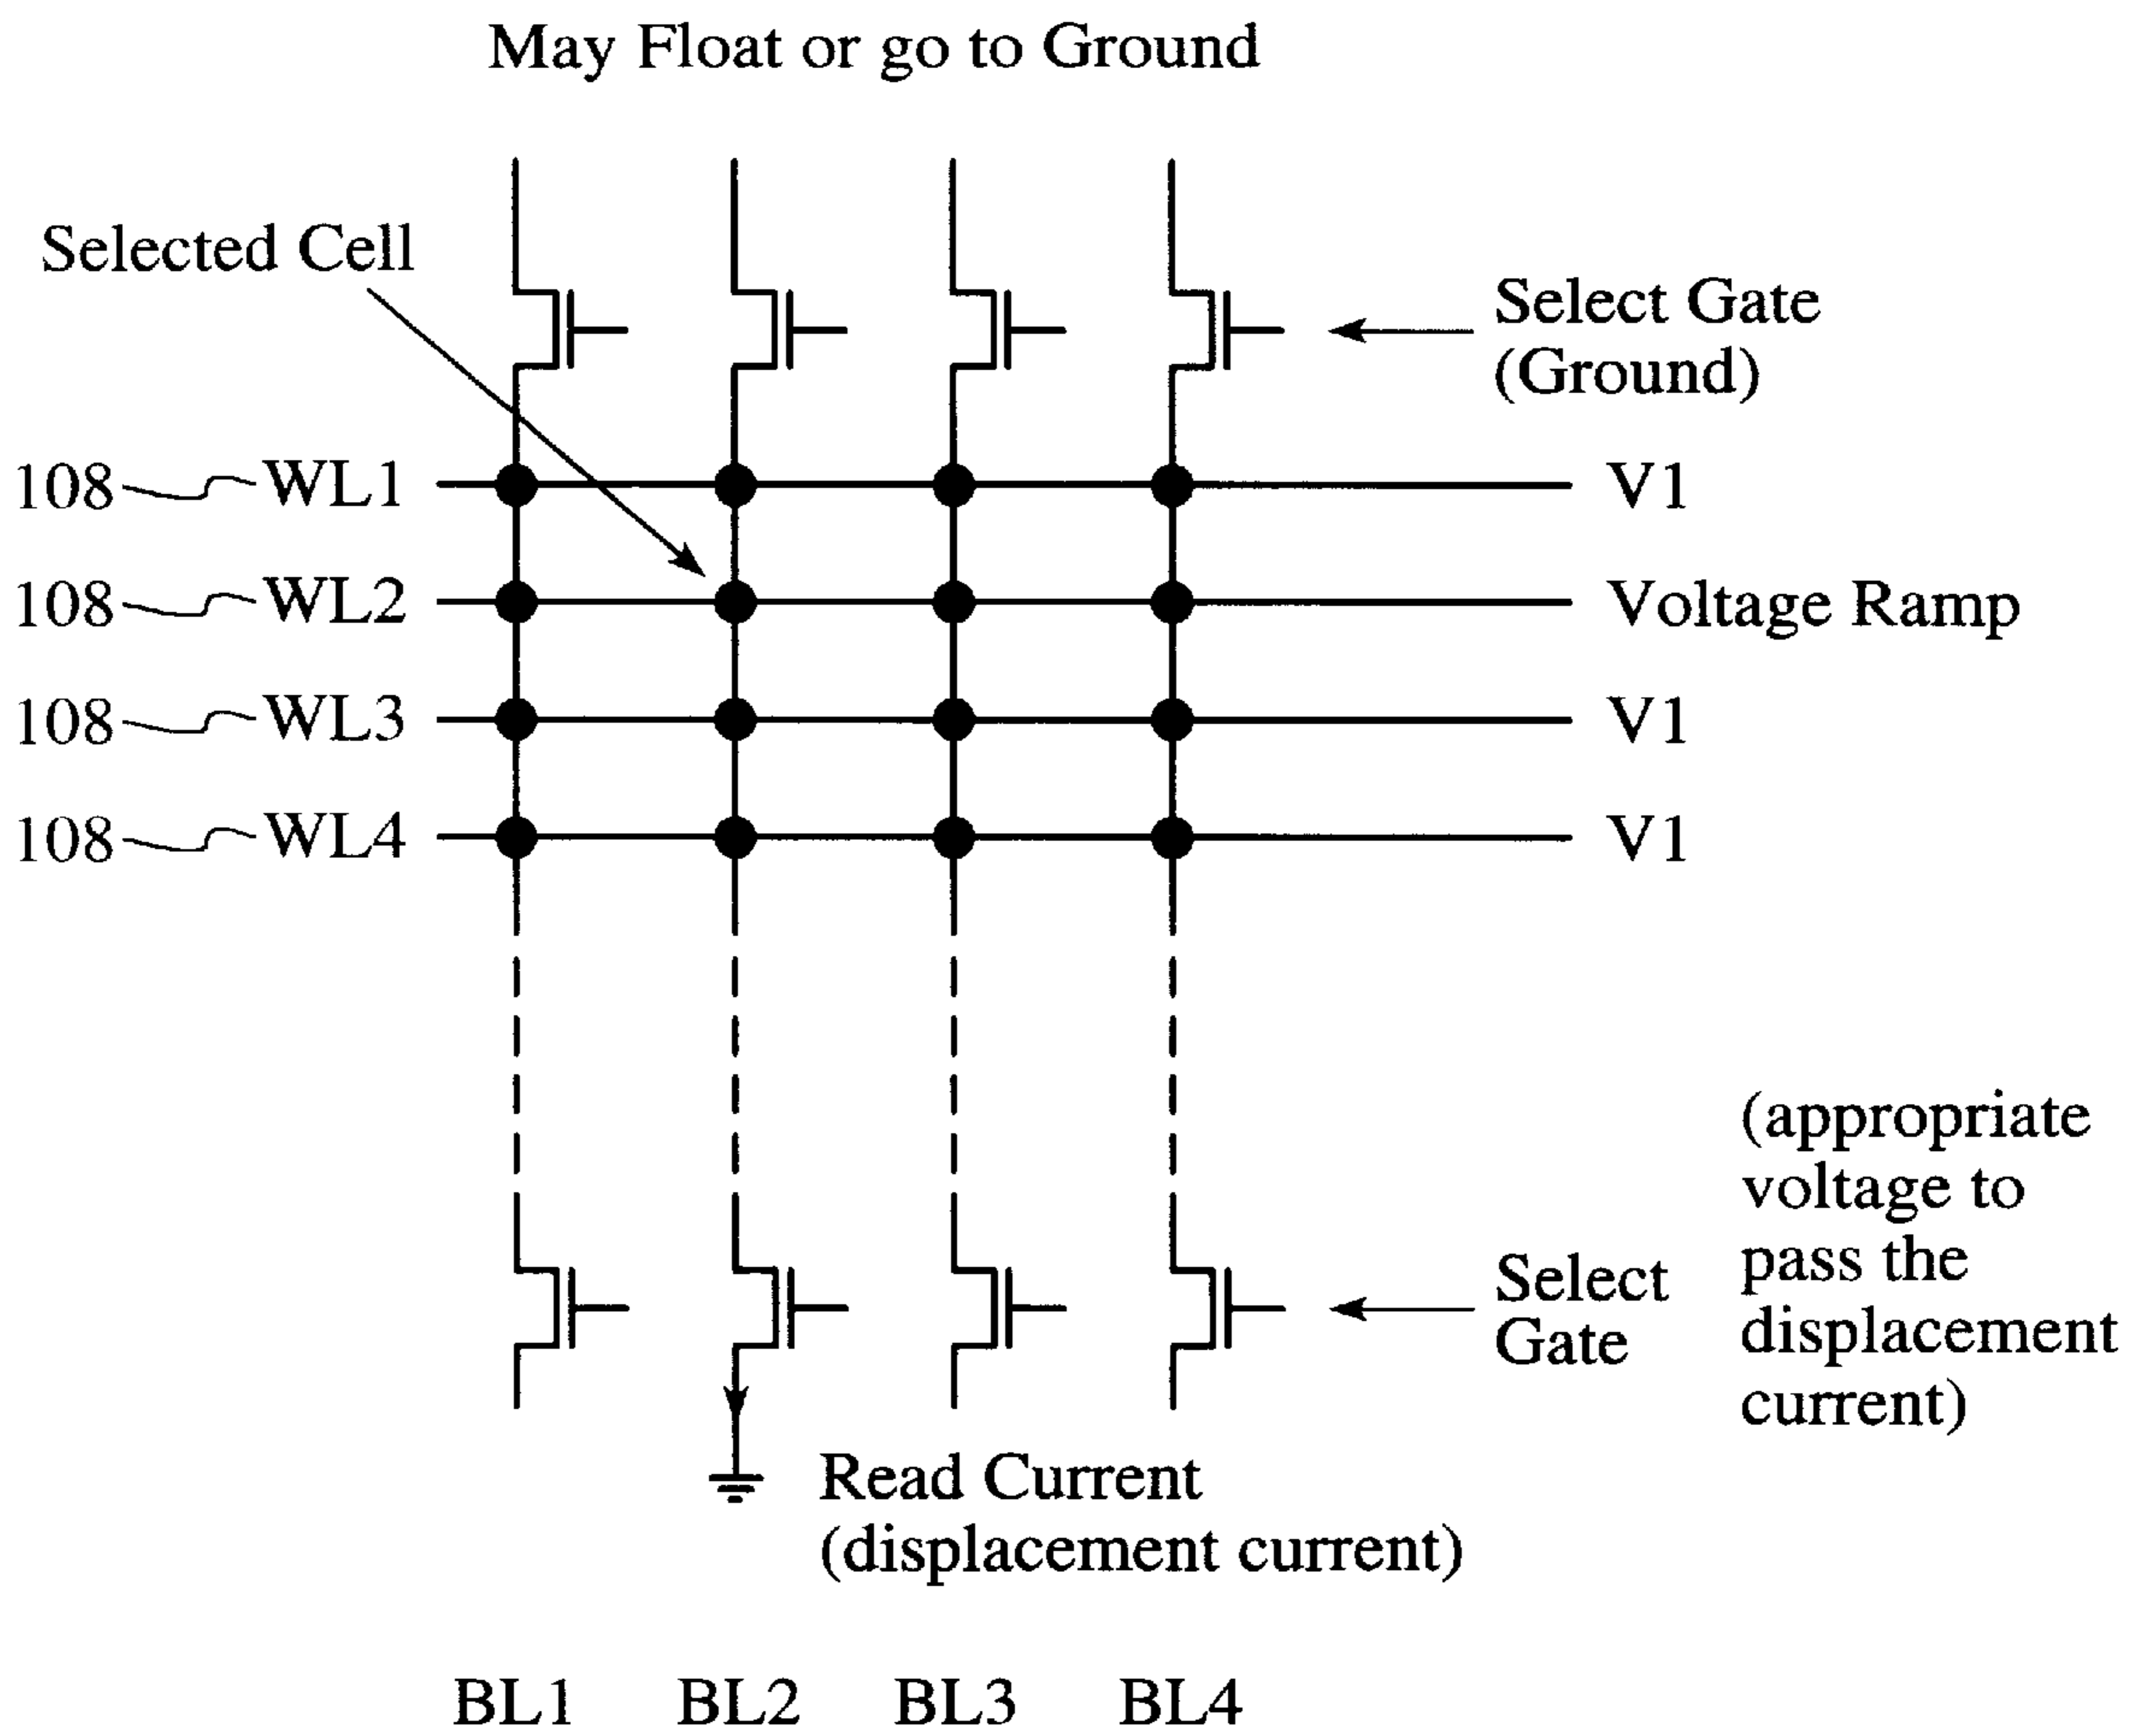 May Float or go to Ground
Selected Cell
Select Gate
(Ground)
108 WL1 V1
108 WL2 Voltage Ramp
108 WL3 V1
108 WL4 V1
(appropriate
voltage to
pass the
displacement
current)
Select
Gate
Read Current
(displacement current)
BL1 BL2 BL3 BL4